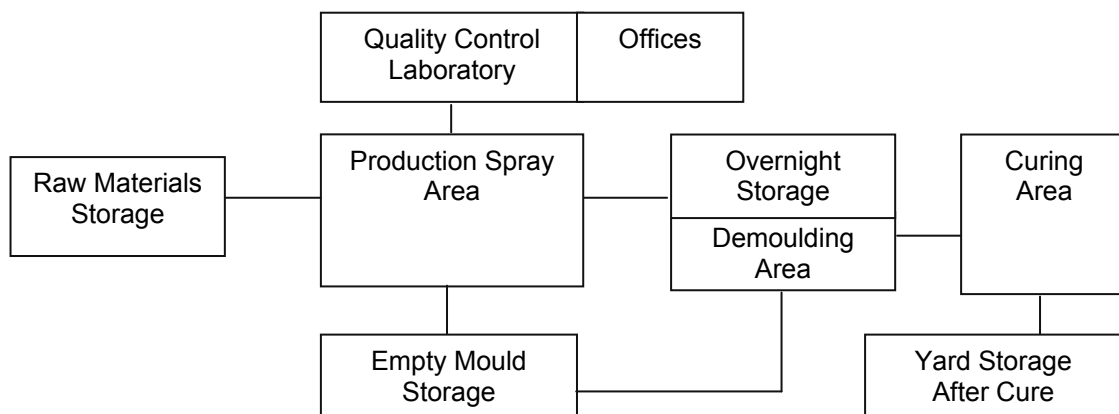 Quality Control
Laboratory
Offices
Raw Materials
Storage
Production Spray
Area
Overnight
Storage
Demoulding
Area
Curing
Area
Empty Mould
Storage
Yard Storage
After Cure